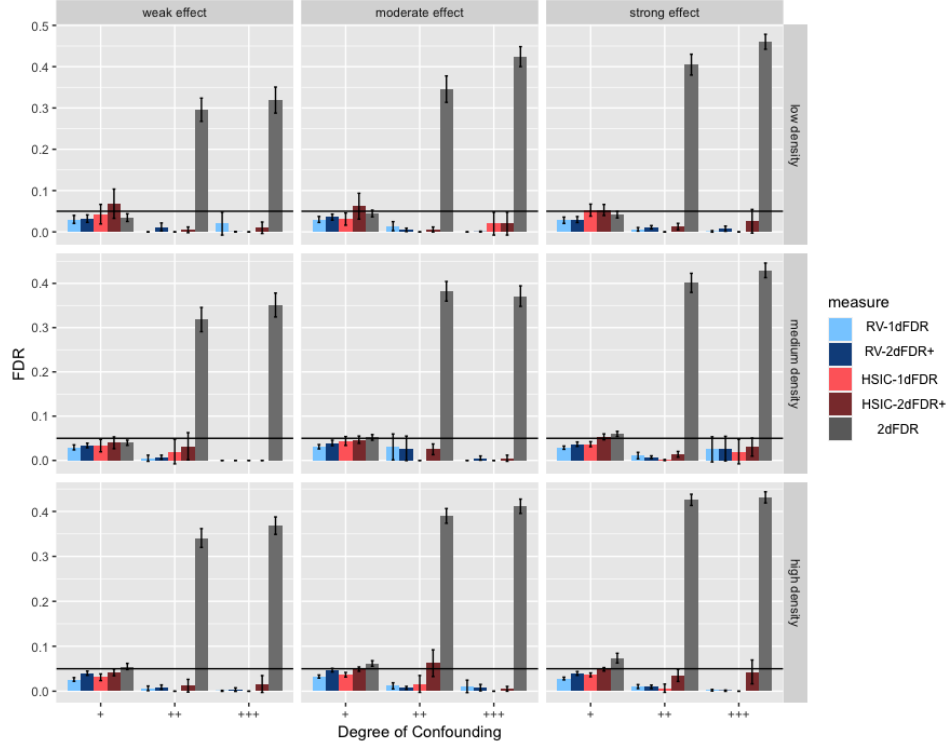 weak effect
moderate effect
strong effect
0.5
0.4
0.3
0.2
0.1
0.0
low density
0.4
0.3
0.2
0.1
0.0
medium density
0.4
0.3
0.2
0.1
0.0
high density
FDR
+
++
+++
+
++
+++
+
++
+++
Degree of Confounding
measure
RV-1dFDR
RV-2dFDR+
HSIC-1dFDR
HSIC-2dFDR+
2dFDR